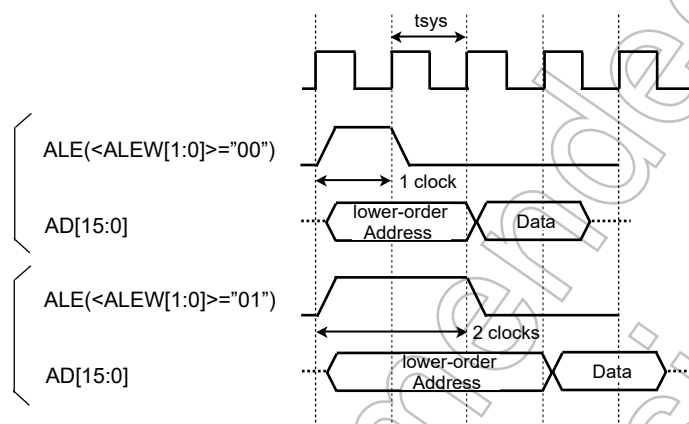 tsys
ALE(<ALEW[1:0]>="00")
1 clock
AD[15:0]
lower-order
Address
Data
ALE(<ALEW[1:0]>="01")
2 clocks
AD[15:0]
lower-order
Address
Data